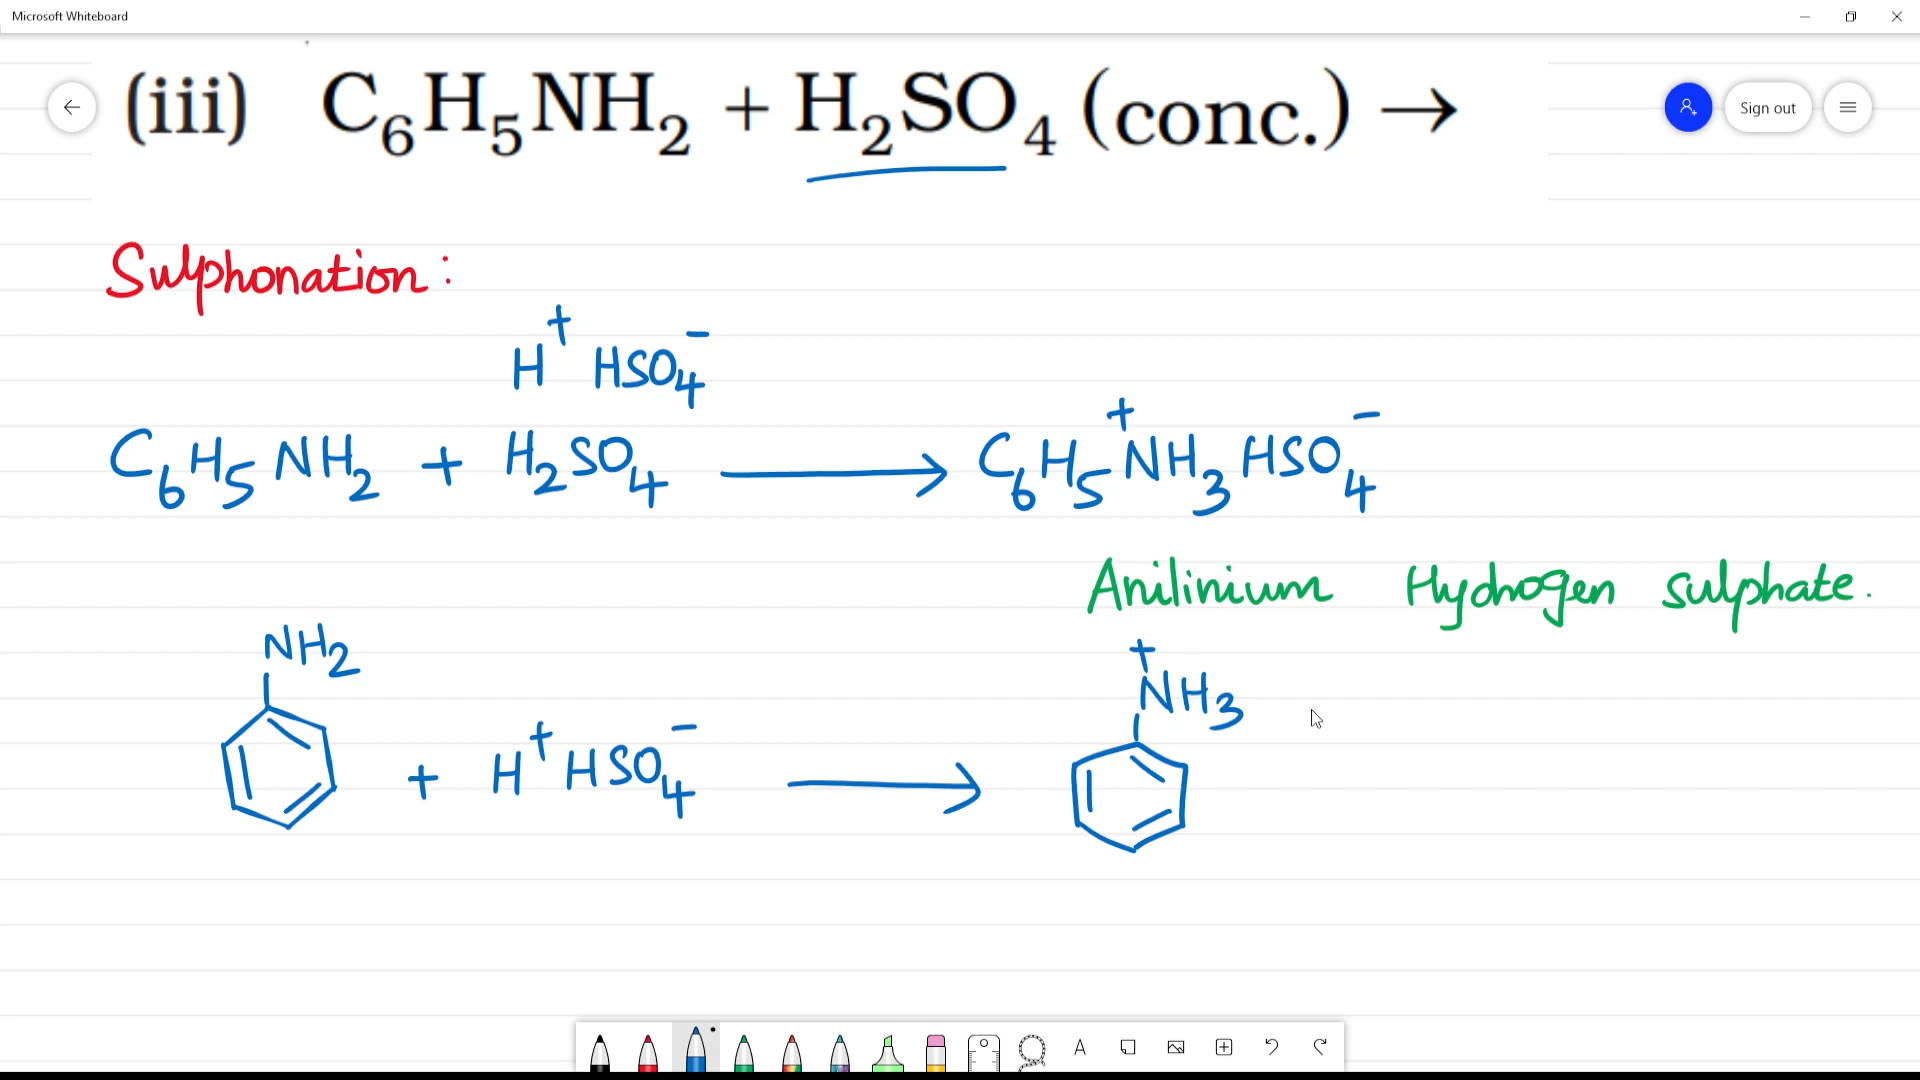 Microsoft Whiteboard
(iii) C₆H₅NH₂ + H₂SO₄ (conc.) →
Sign out
Sulphonation :
H⁺ HSO₄⁻
C₆H₅NH₂ + H₂SO₄ ⟶ C₆H₅N⁺H₃ HSO₄⁻
Anilinium Hydrogen sulphate.
NH₂
N⁺H₃
+ H⁺ HSO₄⁻ ⟶
A